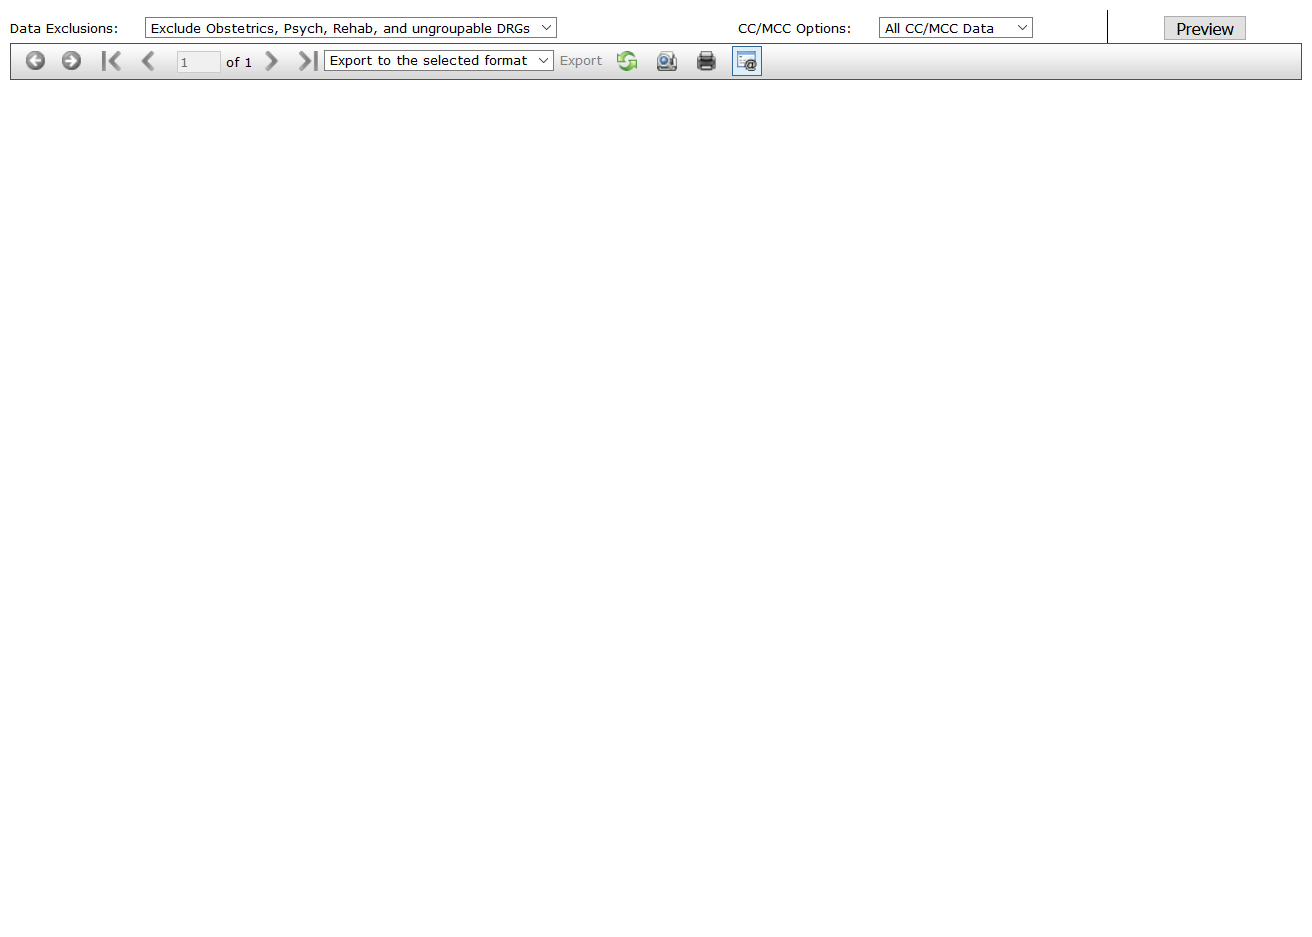 Data Exclusions: Exclude Obstetrics, Psych, Rehab, and ungroupable DRGs CC/MCC Options: All CC/MCC Data Preview
1 of 1 Export to the selected format Export